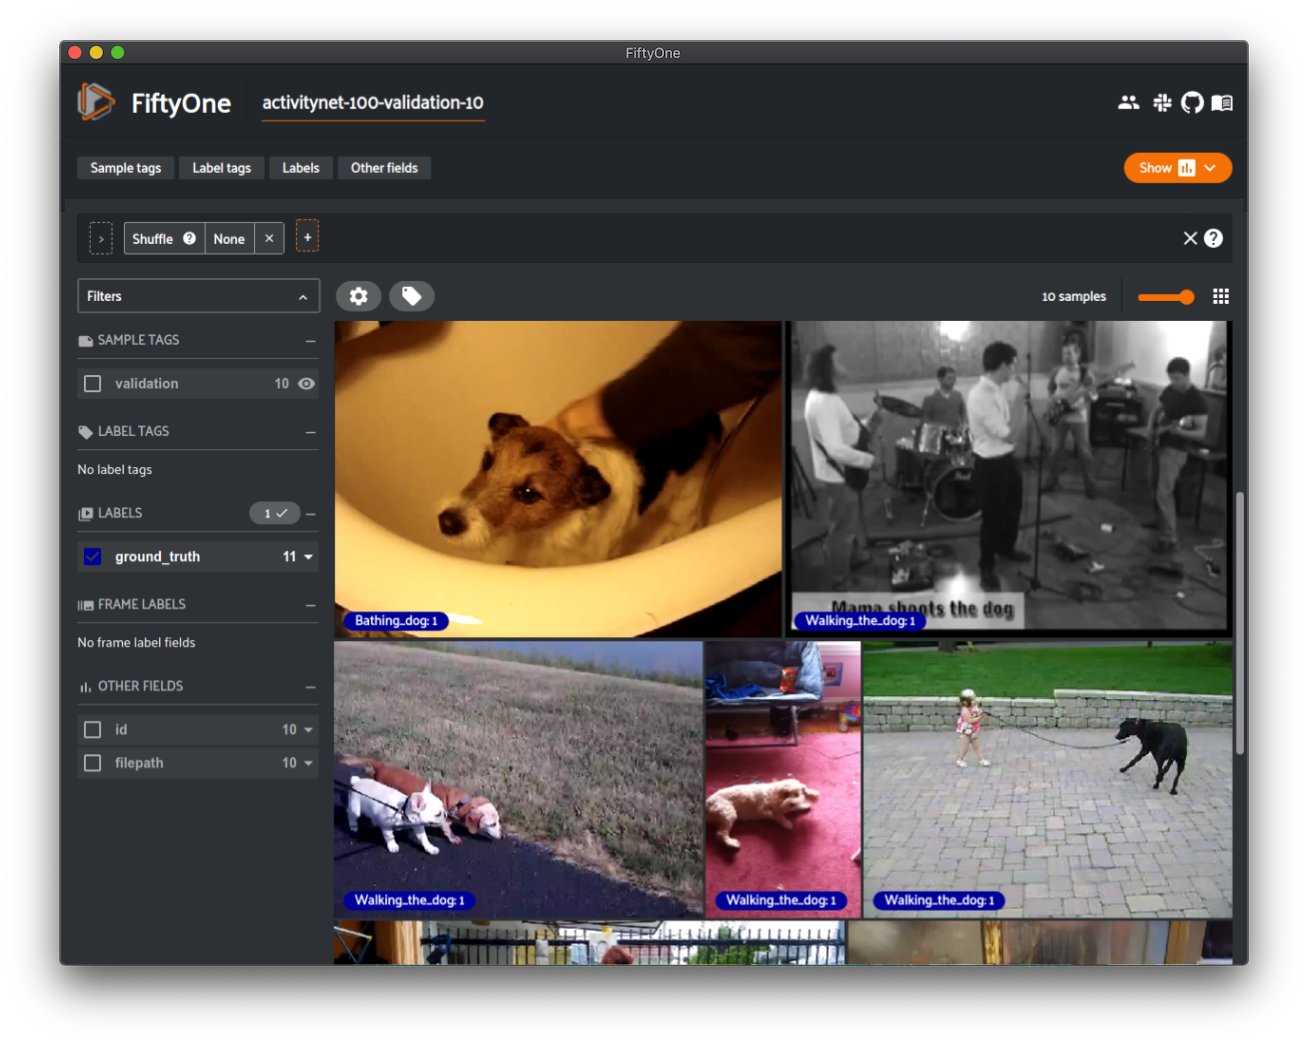 FiftyOne
FiftyOne
activitynet-100-validation-10
Sample tags
Label tags
Labels
Other fields
Show
Shuffle ?
None
×
+
× ?
Filters
10 samples
SAMPLE TAGS
validation 10
LABEL TAGS
No label tags
LABELS 1
ground_truth 11
FRAME LABELS
No frame label fields
OTHER FIELDS
id 10
filepath 10
Bathing_dog: 1
Mama shoots the dog
Walking_the_dog: 1
Walking_the_dog: 1
Walking_the_dog: 1
Walking_the_dog: 1